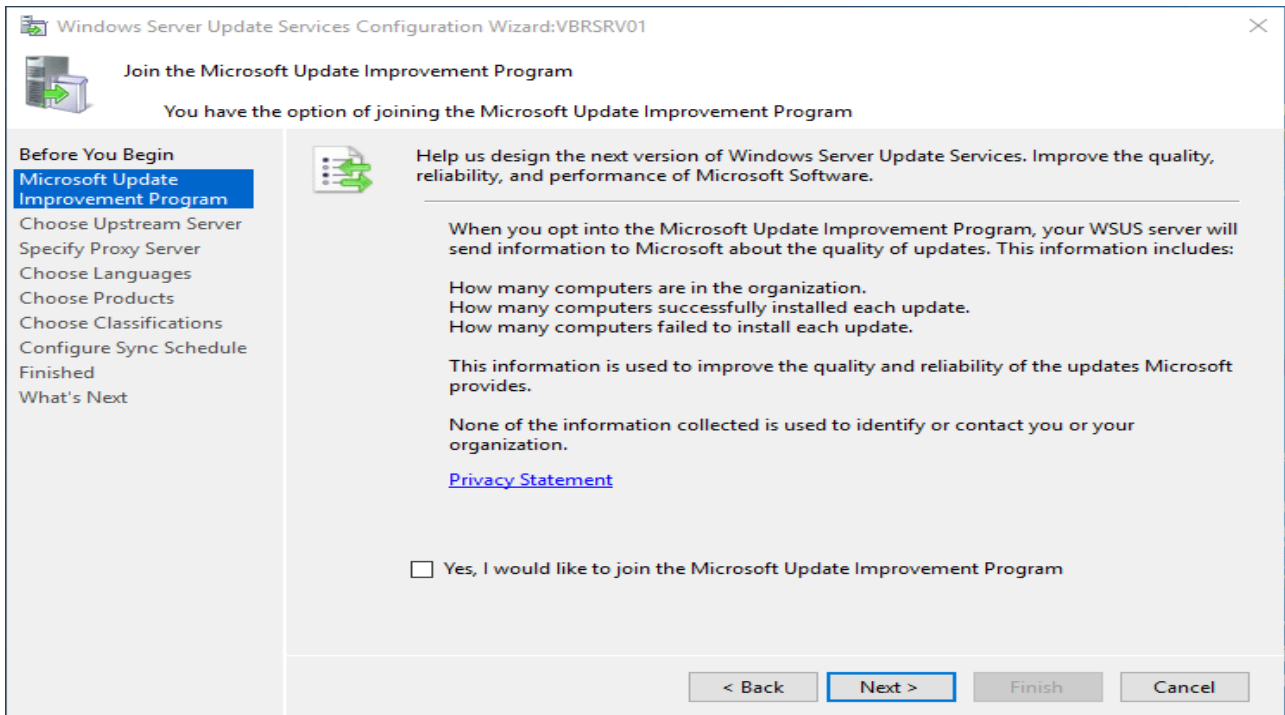 Windows Server Update Services Configuration Wizard:VBRSRV01
Join the Microsoft Update Improvement Program
You have the option of joining the Microsoft Update Improvement Program
Before You Begin
Microsoft Update
Improvement Program
Choose Upstream Server
Specify Proxy Server
Choose Languages
Choose Products
Choose Classifications
Configure Sync Schedule
Finished
What's Next
Help us design the next version of Windows Server Update Services. Improve the quality,
reliability, and performance of Microsoft Software.
When you opt into the Microsoft Update Improvement Program, your WSUS server will
send information to Microsoft about the quality of updates. This information includes:
How many computers are in the organization.
How many computers successfully installed each update.
How many computers failed to install each update.
This information is used to improve the quality and reliability of the updates Microsoft
provides.
None of the information collected is used to identify or contact you or your
organization.
Privacy Statement
Yes, I would like to join the Microsoft Update Improvement Program
< Back Next > Finish Cancel